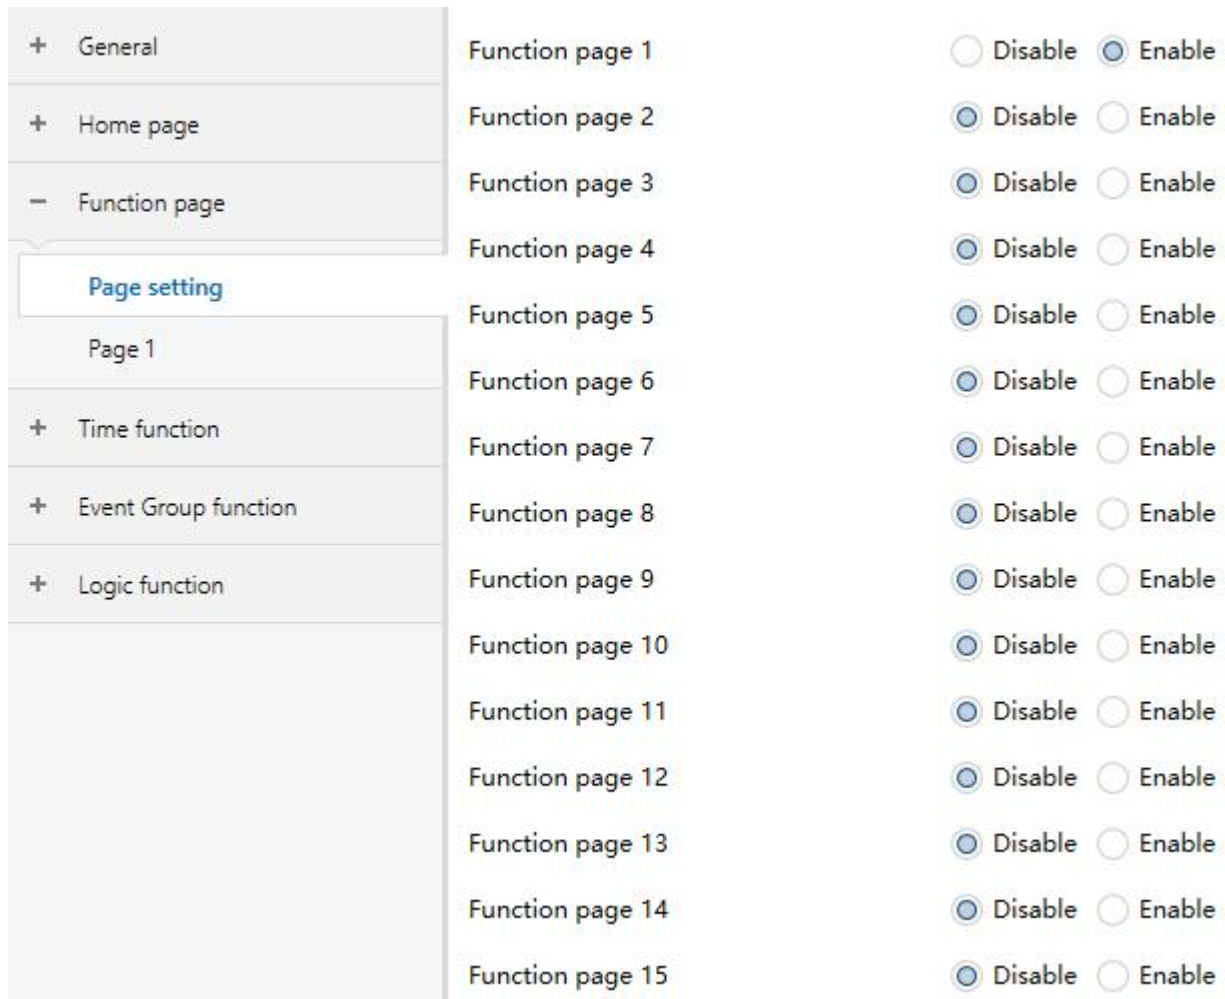 General
Home page
Function page
Page setting
Page 1
Time function
Event Group function
Logic function
Function page 1 Disable Enable
Function page 2 Disable Enable
Function page 3 Disable Enable
Function page 4 Disable Enable
Function page 5 Disable Enable
Function page 6 Disable Enable
Function page 7 Disable Enable
Function page 8 Disable Enable
Function page 9 Disable Enable
Function page 10 Disable Enable
Function page 11 Disable Enable
Function page 12 Disable Enable
Function page 13 Disable Enable
Function page 14 Disable Enable
Function page 15 Disable Enable